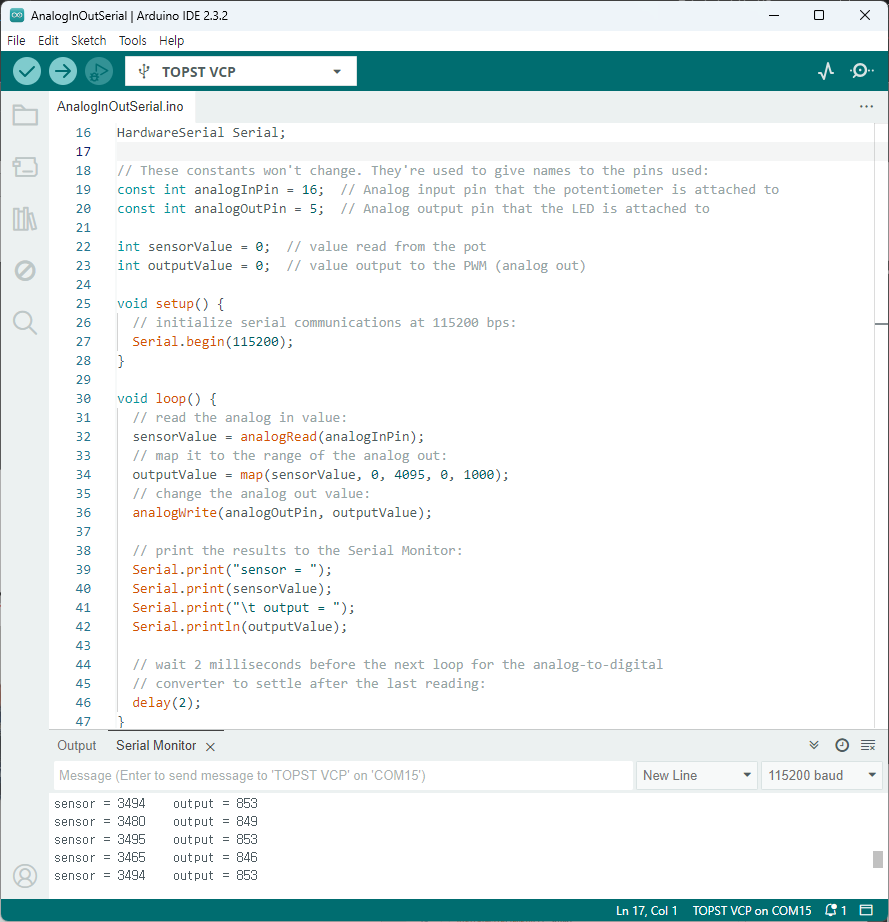 AnalogInOutSerial | Arduino IDE 2.3.2
File Edit Sketch Tools Help
TOPST VCP
AnalogInOutSerial.ino
16 HardwareSerial Serial;
17
18 // These constants won't change. They're used to give names to the pins used:
19 const int analogInPin = 16;  // Analog input pin that the potentiometer is attached to
20 const int analogOutPin = 5;  // Analog output pin that the LED is attached to
21
22 int sensorValue = 0;  // value read from the pot
23 int outputValue = 0;  // value output to the PWM (analog out)
24
25 void setup() {
26   // initialize serial communications at 115200 bps:
27   Serial.begin(115200);
28 }
29
30 void loop() {
31   // read the analog in value:
32   sensorValue = analogRead(analogInPin);
33   // map it to the range of the analog out:
34   outputValue = map(sensorValue, 0, 4095, 0, 1000);
35   // change the analog out value:
36   analogWrite(analogOutPin, outputValue);
37
38   // print the results to the Serial Monitor:
39   Serial.print("sensor = ");
40   Serial.print(sensorValue);
41   Serial.print("\t output = ");
42   Serial.println(outputValue);
43
44   // wait 2 milliseconds before the next loop for the analog-to-digital
45   // converter to settle after the last reading:
46   delay(2);
47 }
Output Serial Monitor
Message (Enter to send message to 'TOPST VCP' on 'COM15') New Line 115200 baud
sensor = 3494 output = 853
sensor = 3480 output = 849
sensor = 3495 output = 853
sensor = 3465 output = 846
sensor = 3494 output = 853
Ln 17, Col 1 TOPST VCP on COM15 1